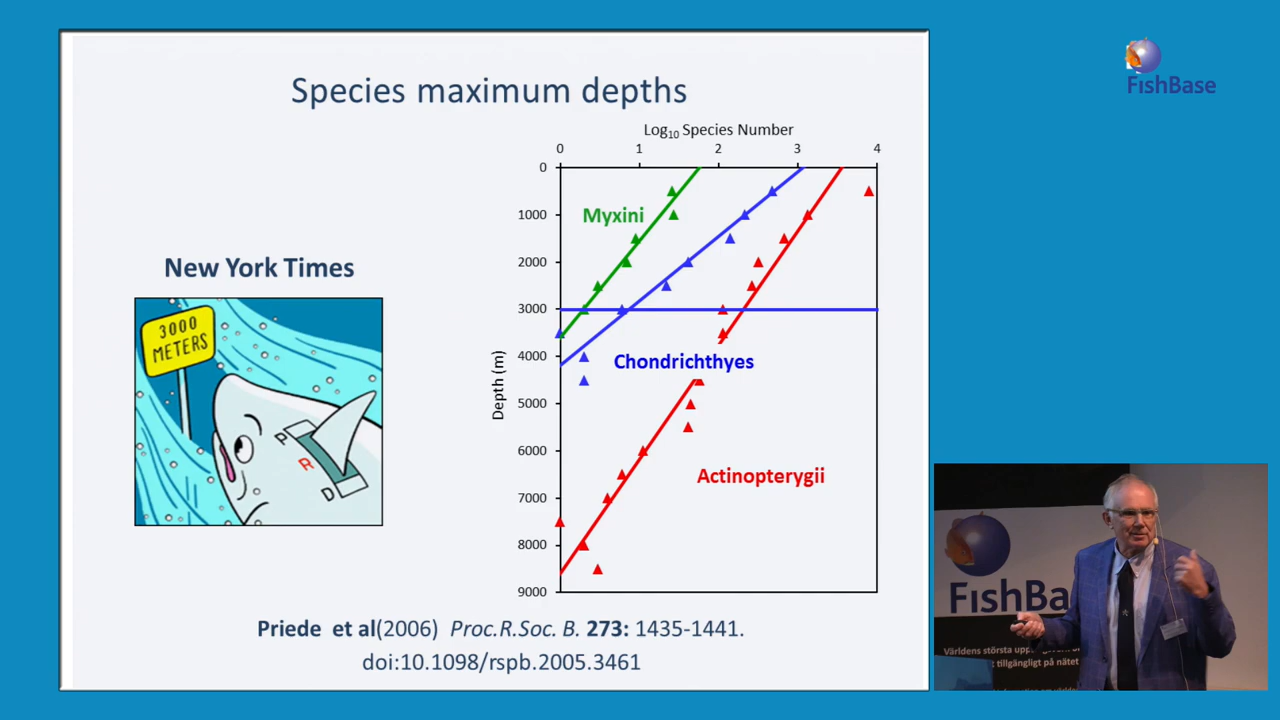 Species maximum depths
FishBase
Log10 Species Number
0 1 2 3 4
0
1000
2000
3000
4000
5000
6000
7000
8000
9000
Depth (m)
Myxini
Chondrichthyes
Actinopterygii
New York Times
3000
METERS
P
R
D
Priede et al(2006) Proc.R.Soc. B. 273: 1435-1441.
doi:10.1098/rspb.2005.3461
FishBa
Världens största upp
tillgängligt på nätet